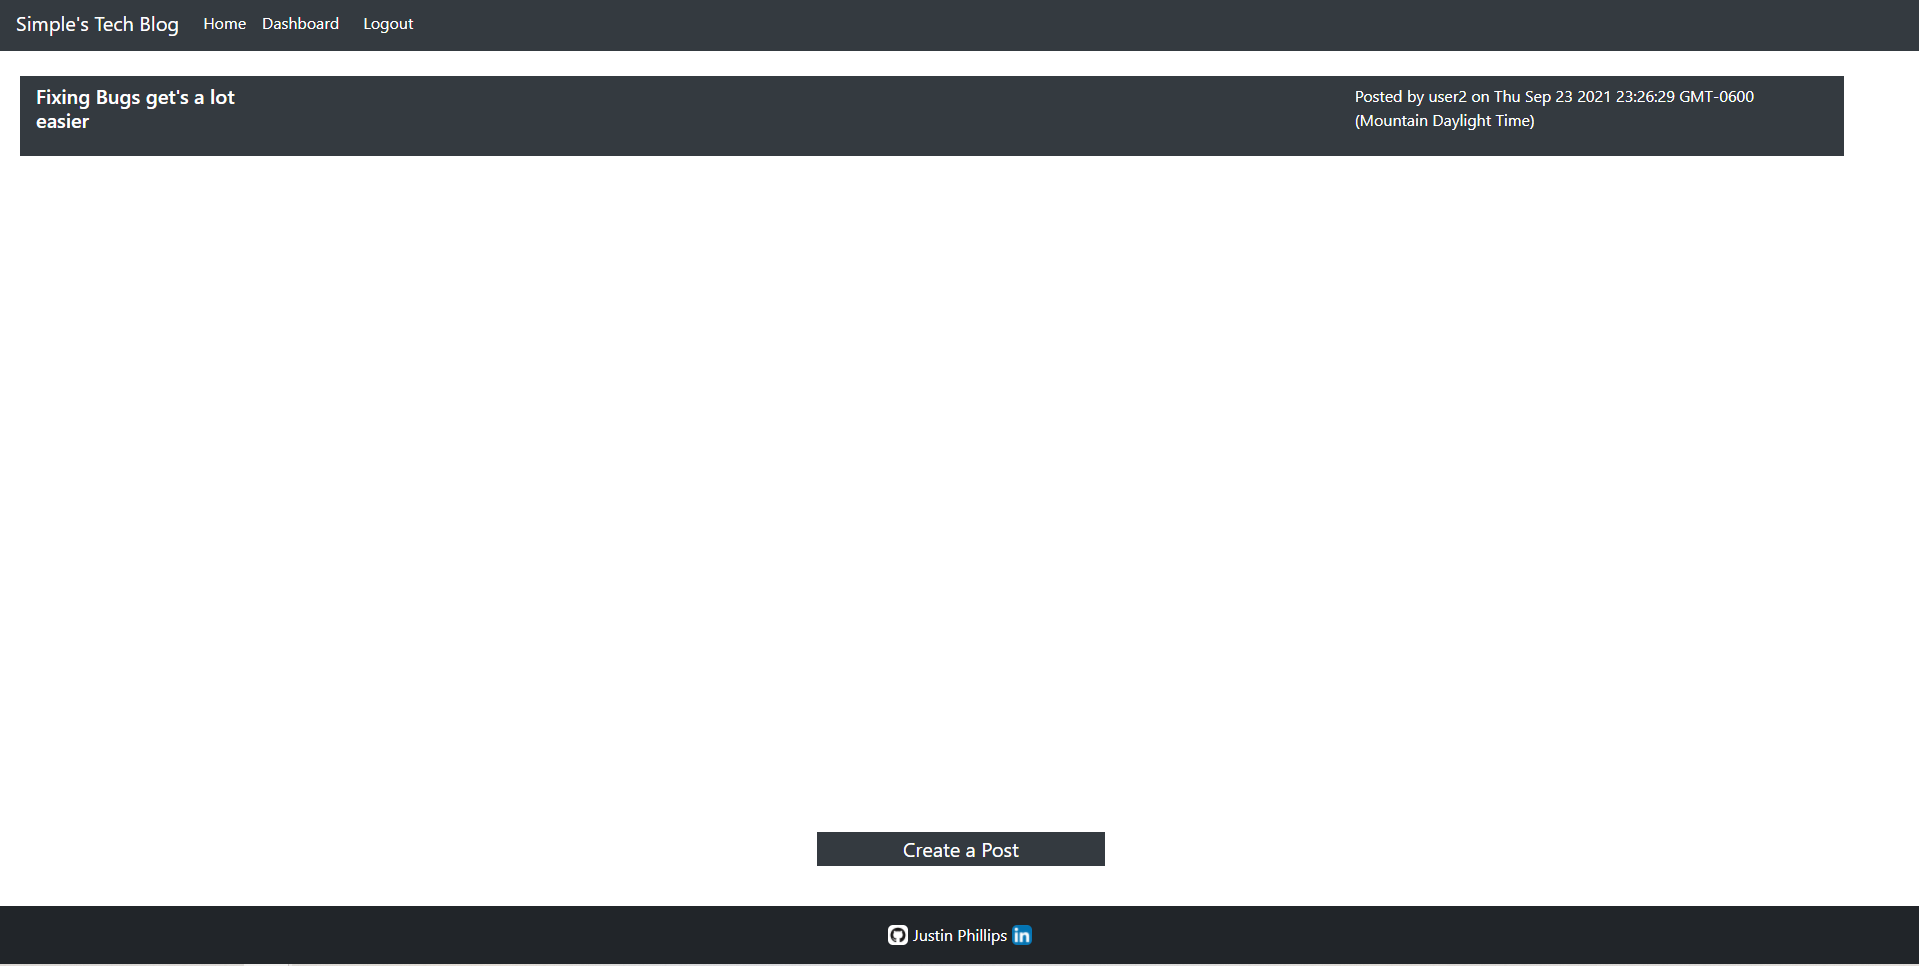 Simple's Tech Blog Home Dashboard Logout
Fixing Bugs get's a lot
easier
Posted by user2 on Thu Sep 23 2021 23:26:29 GMT-0600
(Mountain Daylight Time)
Create a Post
Justin Phillips in